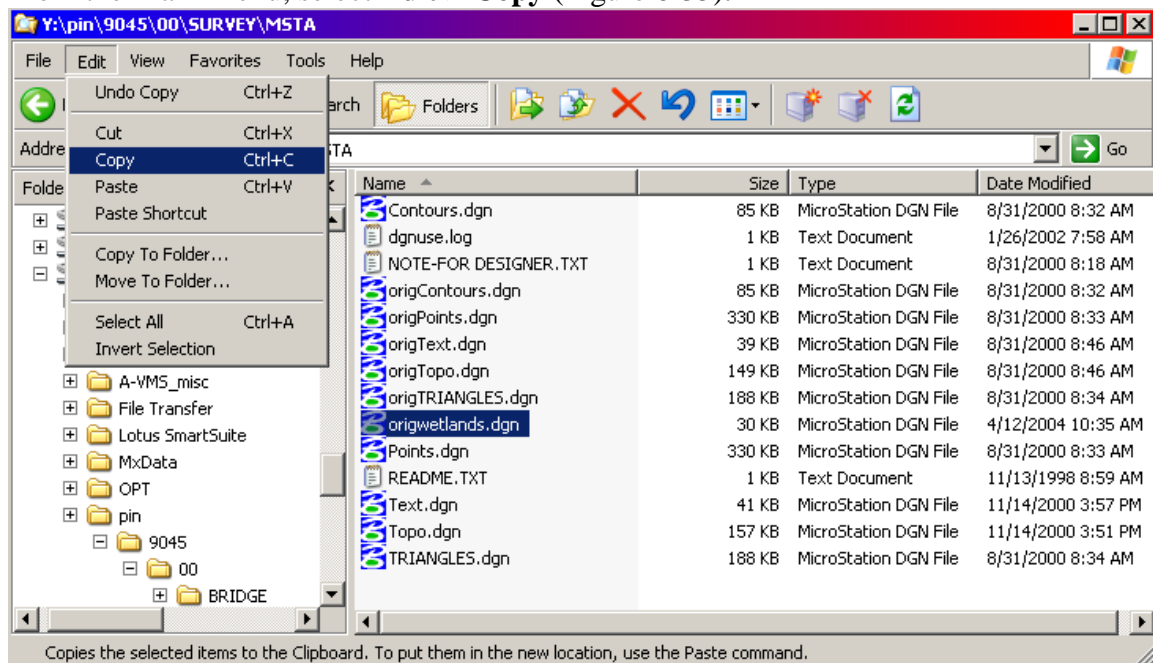 Y:\pin\9045\00\SURVEY\MSTA
File Edit View Favorites Tools Help
Undo Copy Ctrl+Z
Cut Ctrl+X
Copy Ctrl+C
Paste Ctrl+V
Paste Shortcut
Copy To Folder...
Move To Folder...
Select All Ctrl+A
Invert Selection
Folders
Go
Name Size Type Date Modified
Contours.dgn 85 KB MicroStation DGN File 8/31/2000 8:32 AM
dgnuse.log 1 KB Text Document 1/26/2002 7:58 AM
NOTE-FOR DESIGNER.TXT 1 KB Text Document 8/31/2000 8:18 AM
origContours.dgn 85 KB MicroStation DGN File 8/31/2000 8:32 AM
origPoints.dgn 330 KB MicroStation DGN File 8/31/2000 8:33 AM
origText.dgn 39 KB MicroStation DGN File 8/31/2000 8:46 AM
origTopo.dgn 149 KB MicroStation DGN File 8/31/2000 8:46 AM
origTRIANGLES.dgn 188 KB MicroStation DGN File 8/31/2000 8:34 AM
origwetlands.dgn 30 KB MicroStation DGN File 4/12/2004 10:35 AM
Points.dgn 330 KB MicroStation DGN File 8/31/2000 8:33 AM
README.TXT 1 KB Text Document 11/13/1998 8:59 AM
Text.dgn 41 KB MicroStation DGN File 11/14/2000 3:57 PM
Topo.dgn 157 KB MicroStation DGN File 11/14/2000 3:51 PM
TRIANGLES.dgn 188 KB MicroStation DGN File 8/31/2000 8:34 AM
A-VMS_misc
File Transfer
Lotus SmartSuite
MxData
OPT
pin
9045
00
BRIDGE
Copies the selected items to the Clipboard. To put them in the new location, use the Paste command.